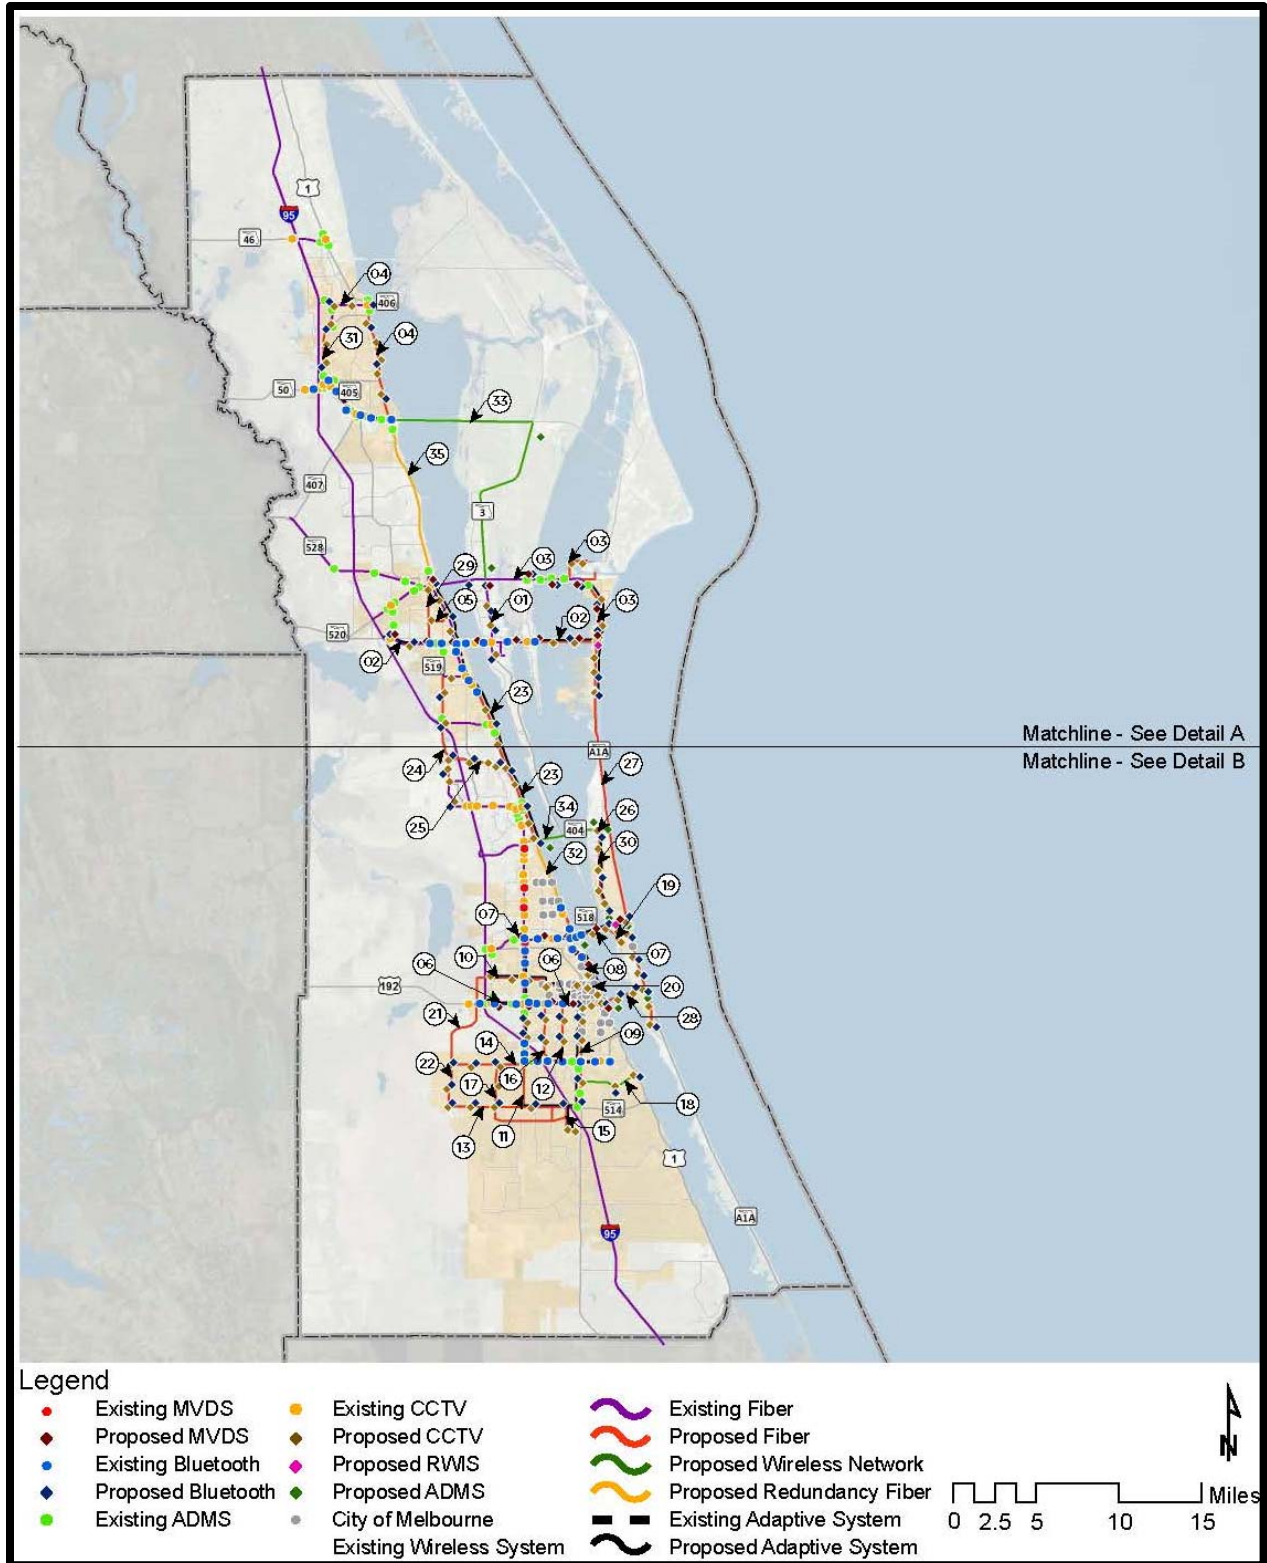 1
95
46
04
406
04
31
50
405
33
35
407
3
528
03
03
29
05
01
03
02
520
02
519
23
Matchline - See Detail A
A1A
Matchline - See Detail B
24
23
27
34
26
25
404
30
32
19
07
518
10
06
07
06
08
192
20
21
28
14
09
22
16
17
12
18
514
13
11
15
1
A1A
95
Legend
Existing MVDS
Existing CCTV
Existing Fiber
Proposed MVDS
Proposed CCTV
Proposed Fiber
Existing Bluetooth
Proposed RWIS
Proposed Wireless Network
N
Proposed Bluetooth
Proposed ADMS
Proposed Redundancy Fiber
Miles
Existing ADMS
City of Melbourne
Existing Wireless System
Existing Adaptive System
0 2.5 5 10 15
Proposed Adaptive System